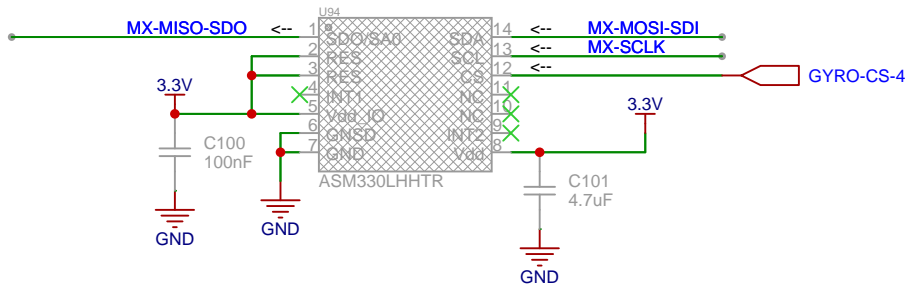 U94
MX-MISO-SDO <-- 1 SDO/SA0 SDA 14 <-- MX-MOSI-SDI
2 RES SCL 13 <-- MX-SCLK
3 RES CS 12 <-- GYRO-CS-4
4 INT1 NC 11
3.3V 5 Vdd_IO NC 10 3.3V
6 GNSD INT2 9
7 GND Vdd 8
C100
100nF
ASM330LHHTR
C101
4.7uF
GND
GND
GND